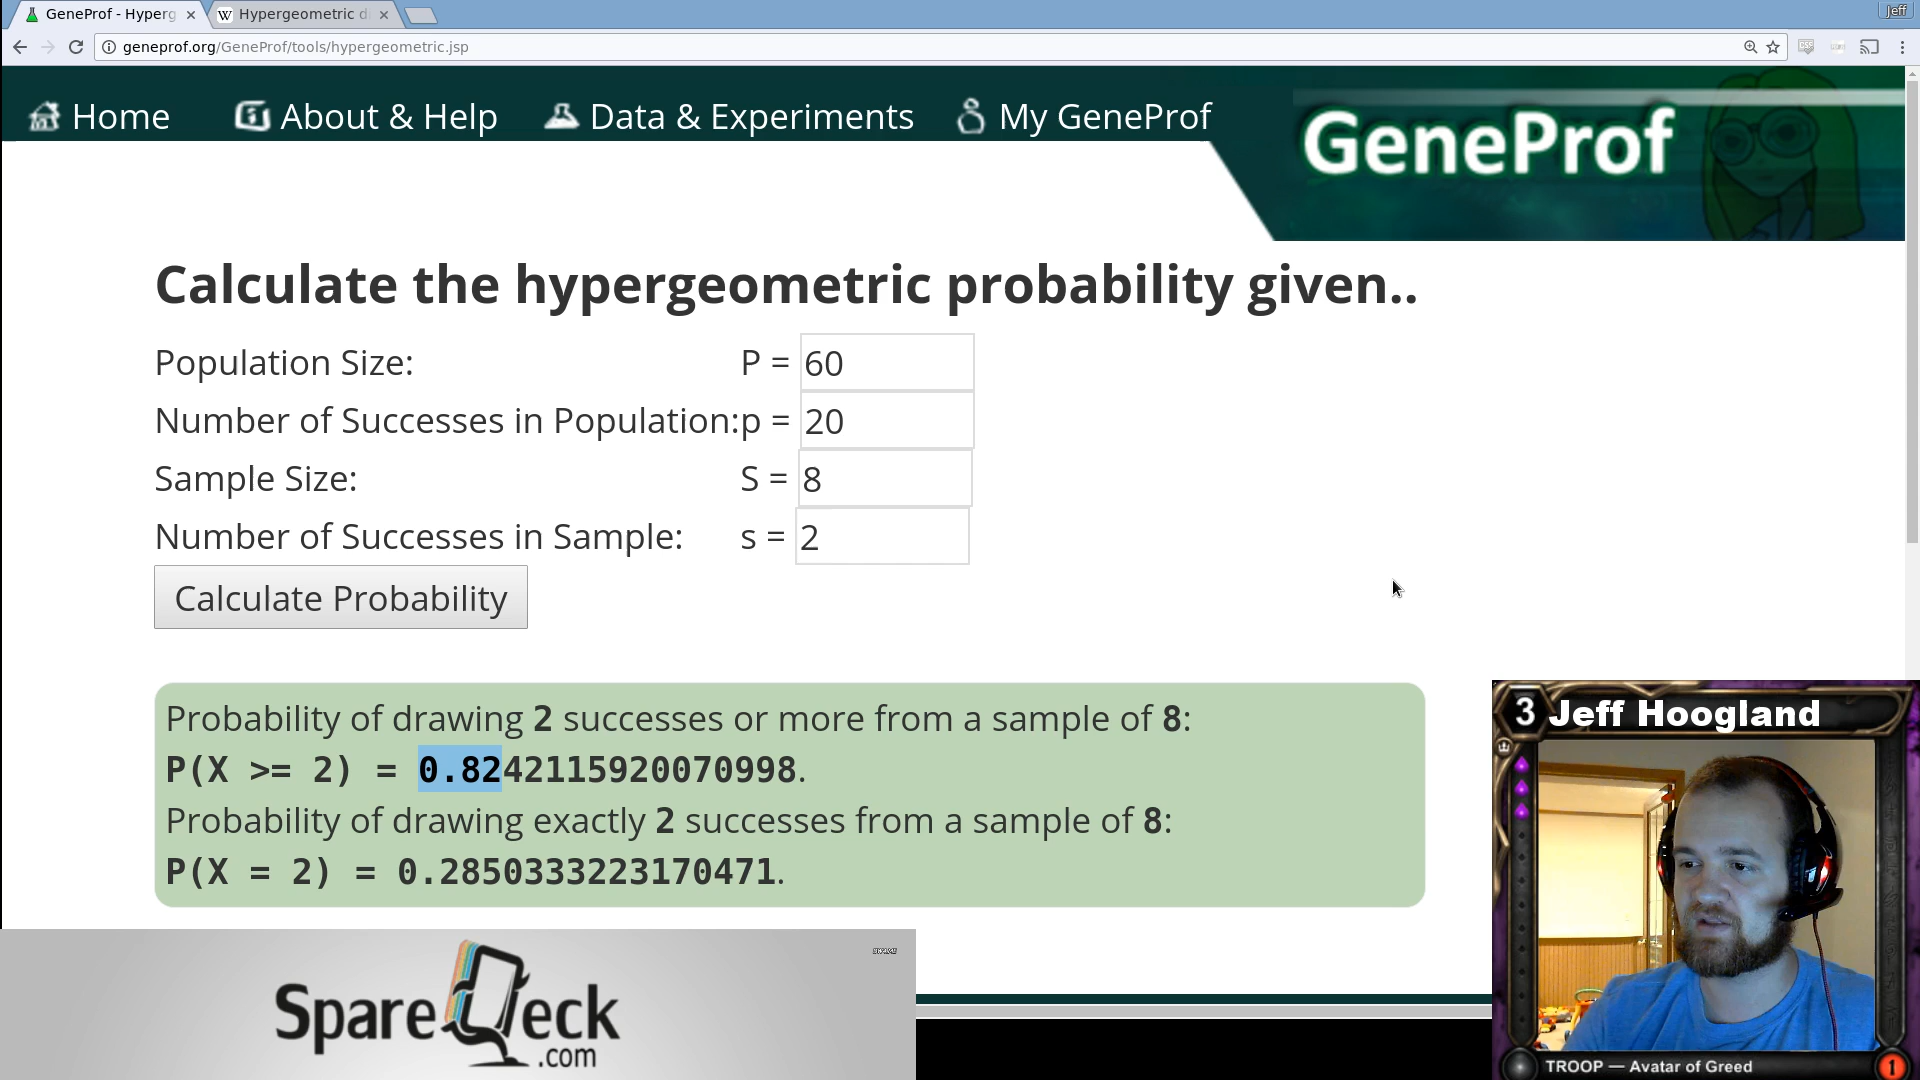 GeneProf - Hyperg
Hypergeometric d
Jeff
geneprof.org/GeneProf/tools/hypergeometric.jsp
Home
About & Help
Data & Experiments
My GeneProf
GeneProf
Calculate the hypergeometric probability given..
Population Size: P = 60
Number of Successes in Population:p = 20
Sample Size: S = 8
Number of Successes in Sample: s = 2
Calculate Probability
Probability of drawing 2 successes or more from a sample of 8:
P(X >= 2) = 0.8242115920070998.
Probability of drawing exactly 2 successes from a sample of 8:
P(X = 2) = 0.2850333223170471.
3 Jeff Hoogland
TROOP — Avatar of Greed
1
SpareDeck
.com